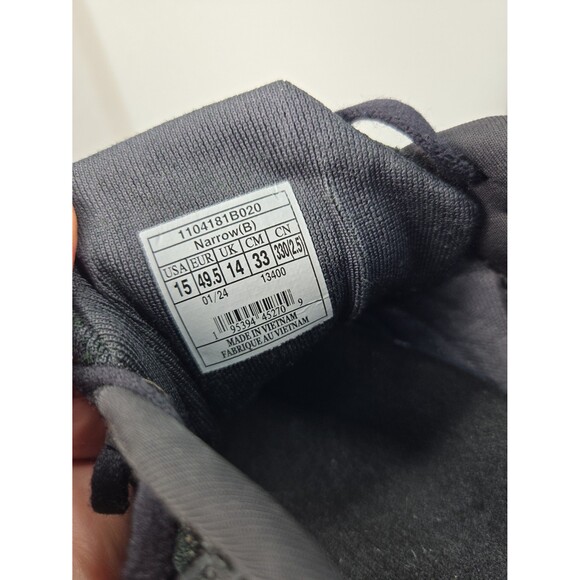 1104181B020
Narrow(B)
USA EUR UK CM CN
15 49.5 14 33 330(2.5)
01/24 13400
1 95394 45270 9
MADE IN VIETNAM
FABRIQUE AU VIETNAM